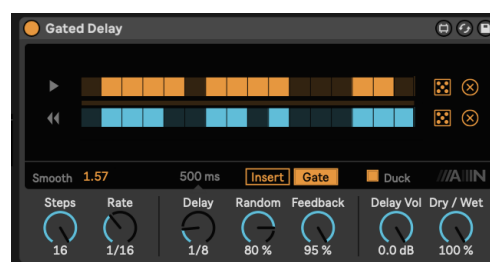 Gated Delay
Smooth 1.57 500 ms Insert Gate Duck ///A||||N
Steps Rate Delay Random Feedback Delay Vol Dry / Wet
16 1/16 1/8 80 % 95 % 0.0 dB 100 %